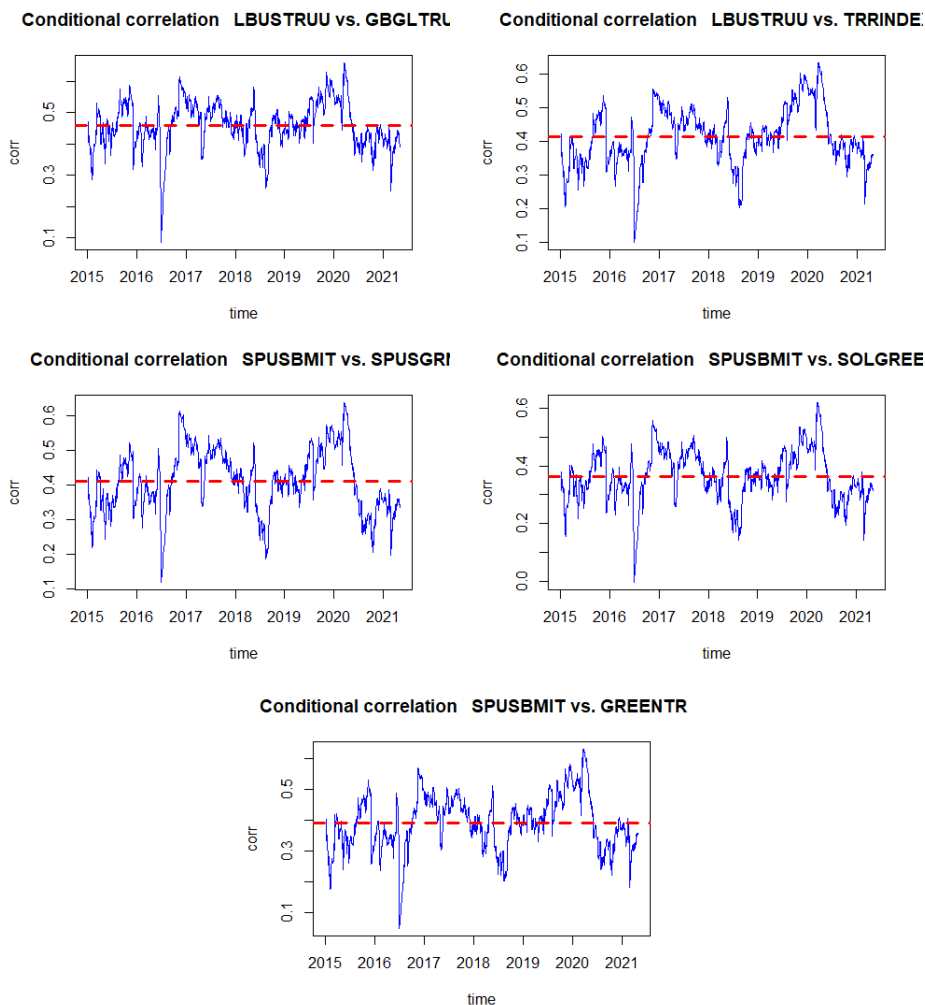 Conditional correlation LBUSTRUU vs. GBGLTRU
corr
0.5
0.3
0.1
2015 2016 2017 2018 2019 2020 2021
time
Conditional correlation LBUSTRUU vs. TRRINDE
corr
0.6
0.5
0.4
0.3
0.2
0.1
2015 2016 2017 2018 2019 2020 2021
time
Conditional correlation SPUSBMIT vs. SPUSGRN
corr
0.6
0.5
0.4
0.3
0.2
0.1
2015 2016 2017 2018 2019 2020 2021
time
Conditional correlation SPUSBMIT vs. SOLGREE
corr
0.6
0.4
0.2
0.0
2015 2016 2017 2018 2019 2020 2021
time
Conditional correlation SPUSBMIT vs. GREENTR
corr
0.5
0.3
0.1
2015 2016 2017 2018 2019 2020 2021
time